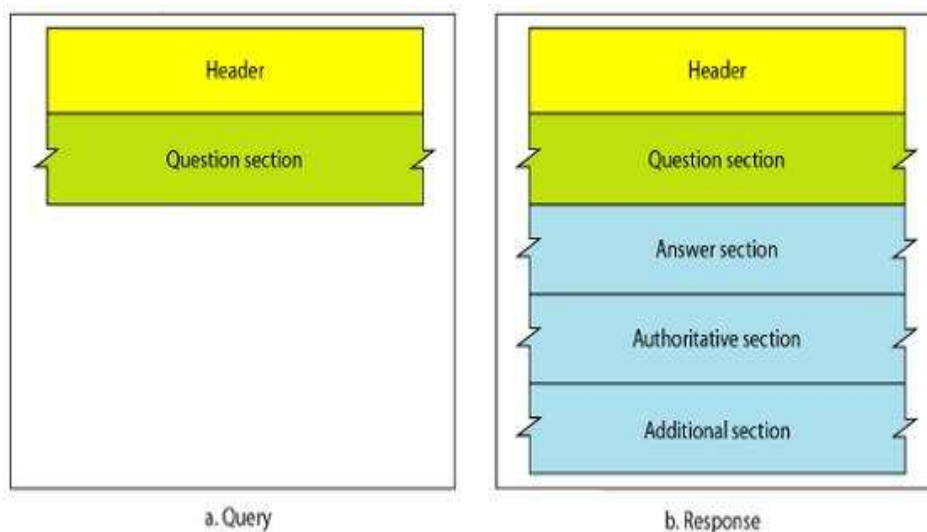 Header
Question section
a. Query
Header
Question section
Answer section
Authoritative section
Additional section
b. Response